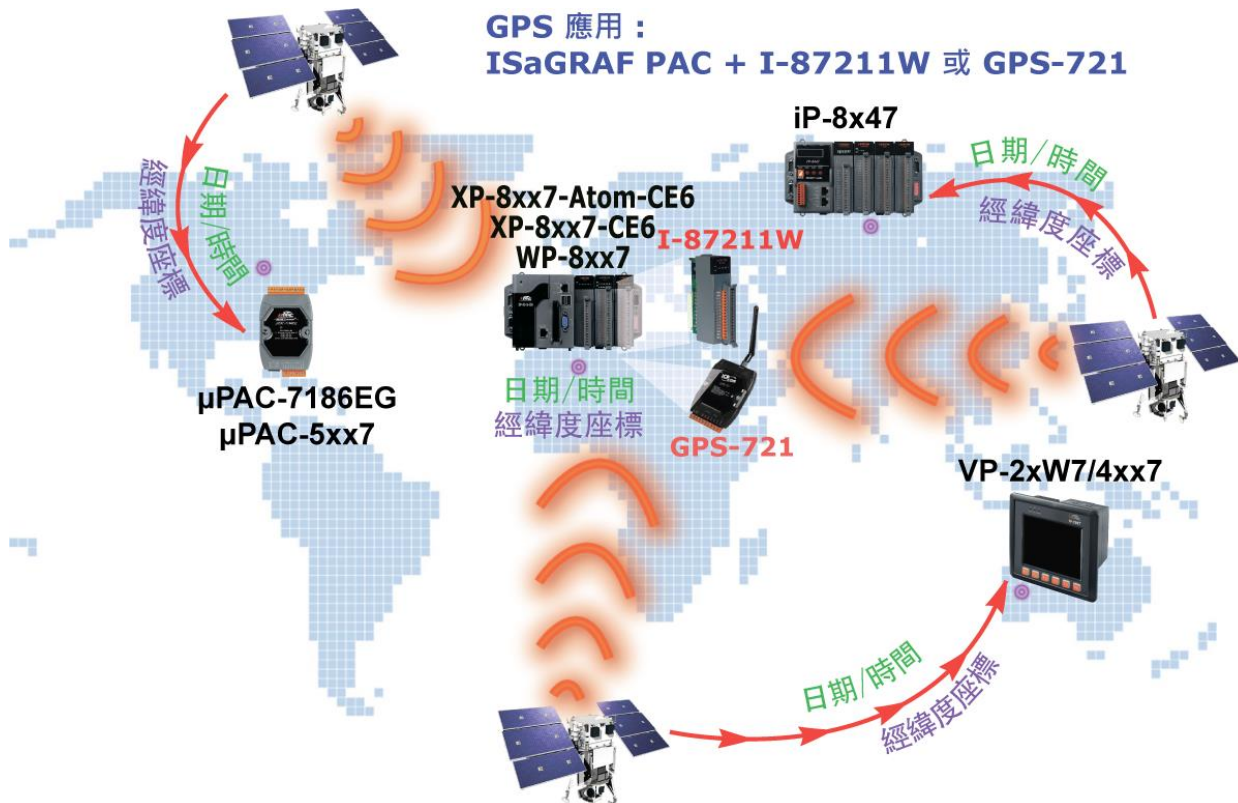 GPS 應用：
ISaGRAF PAC + I-87211W 或 GPS-721
iP-8x47
日期/時間
經緯度座標
日期/時間
經緯度座標
XP-8xx7-Atom-CE6
XP-8xx7-CE6
WP-8xx7
I-87211W
日期/時間
經緯度座標
GPS-721
µPAC-7186EG
µPAC-5xx7
VP-2xW7/4xx7
日期/時間
經緯度座標